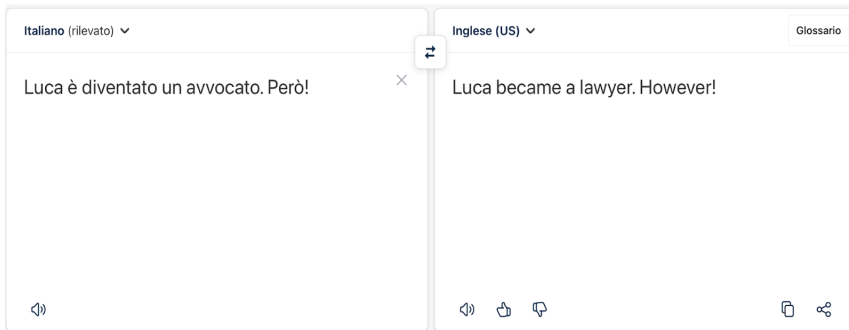 Italiano (rilevato)
Inglese (US)
Glossario
Luca è diventato un avvocato. Però!
Luca became a lawyer. However!